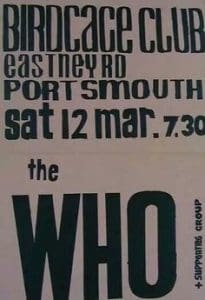 BIRDCAGE CLUB
eastney RD
PORTSMOUTH
sat 12 mar. 7.30
the
WHO
+ SUPPORTING GROUP